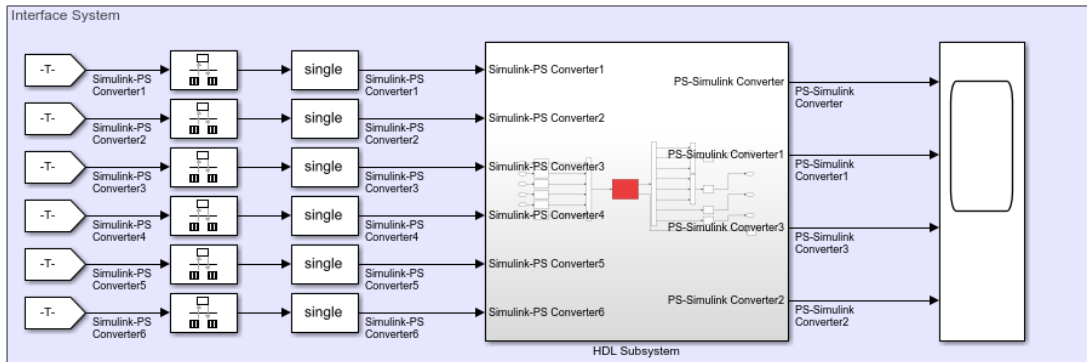 Interface System
-T-
Simulink-PS
Converter1
single
Simulink-PS
Converter1
Simulink-PS Converter1
PS-Simulink Converter
PS-Simulink
Converter
-T-
Simulink-PS
Converter2
single
Simulink-PS
Converter2
Simulink-PS Converter2
-T-
Simulink-PS
Converter3
single
Simulink-PS
Converter3
Simulink-PS Converter3
PS-Simulink Converter1
PS-Simulink
Converter1
-T-
Simulink-PS
Converter4
single
Simulink-PS
Converter4
Simulink-PS Converter4
PS-Simulink Converter3
PS-Simulink
Converter3
-T-
Simulink-PS
Converter5
single
Simulink-PS
Converter5
Simulink-PS Converter5
-T-
Simulink-PS
Converter6
single
Simulink-PS
Converter6
Simulink-PS Converter6
PS-Simulink Converter2
PS-Simulink
Converter2
HDL Subsystem